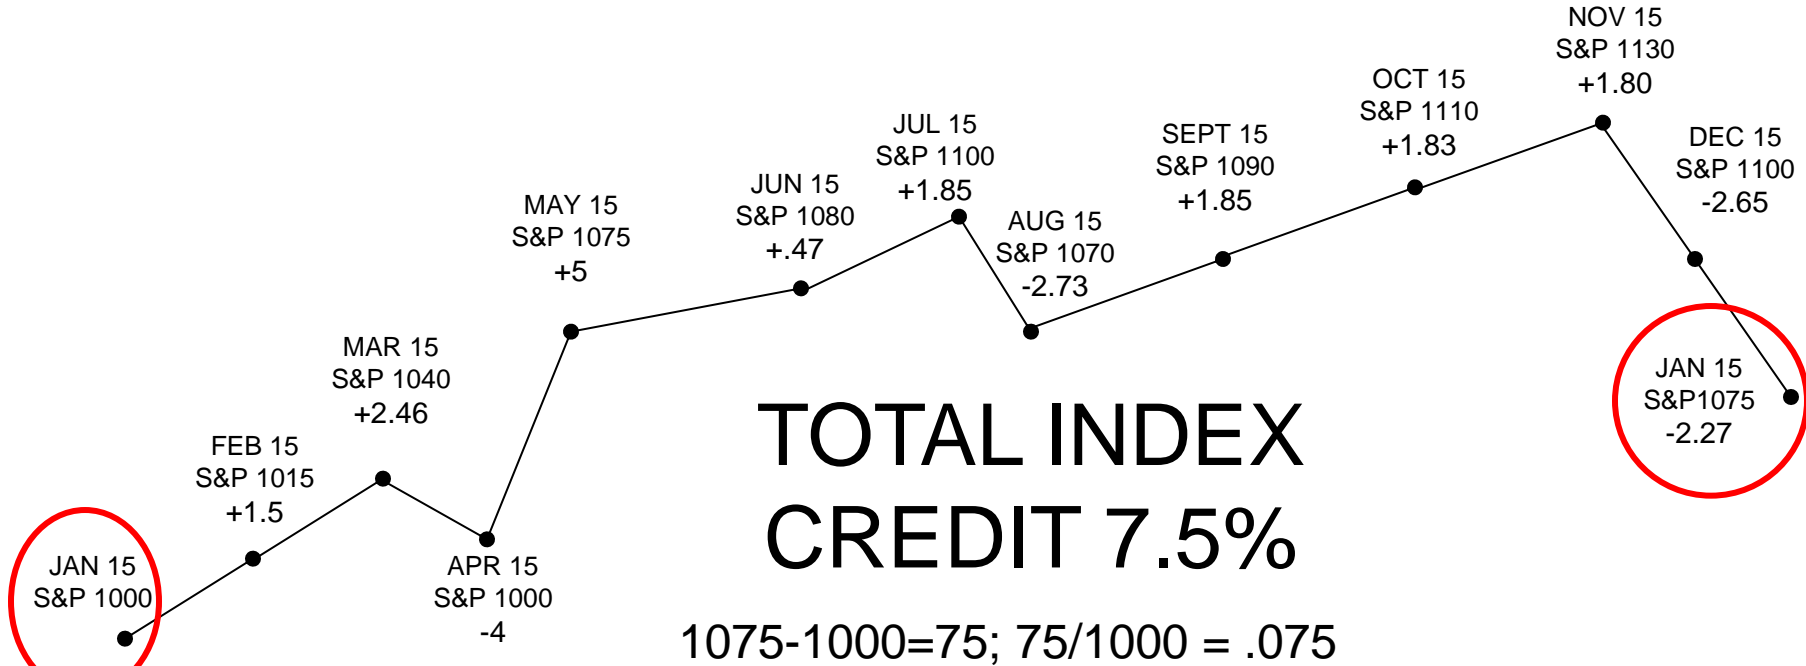 JAN 15
S&P 1000
FEB 15
S&P 1015
+1.5
MAR 15
S&P 1040
+2.46
APR 15
S&P 1000
-4
MAY 15
S&P 1075
+5
JUN 15
S&P 1080
+.47
JUL 15
S&P 1100
+1.85
AUG 15
S&P 1070
-2.73
SEPT 15
S&P 1090
+1.85
OCT 15
S&P 1110
+1.83
NOV 15
S&P 1130
+1.80
DEC 15
S&P 1100
-2.65
JAN 15
S&P1075
-2.27
TOTAL INDEX
CREDIT 7.5%
1075-1000=75; 75/1000 = .075